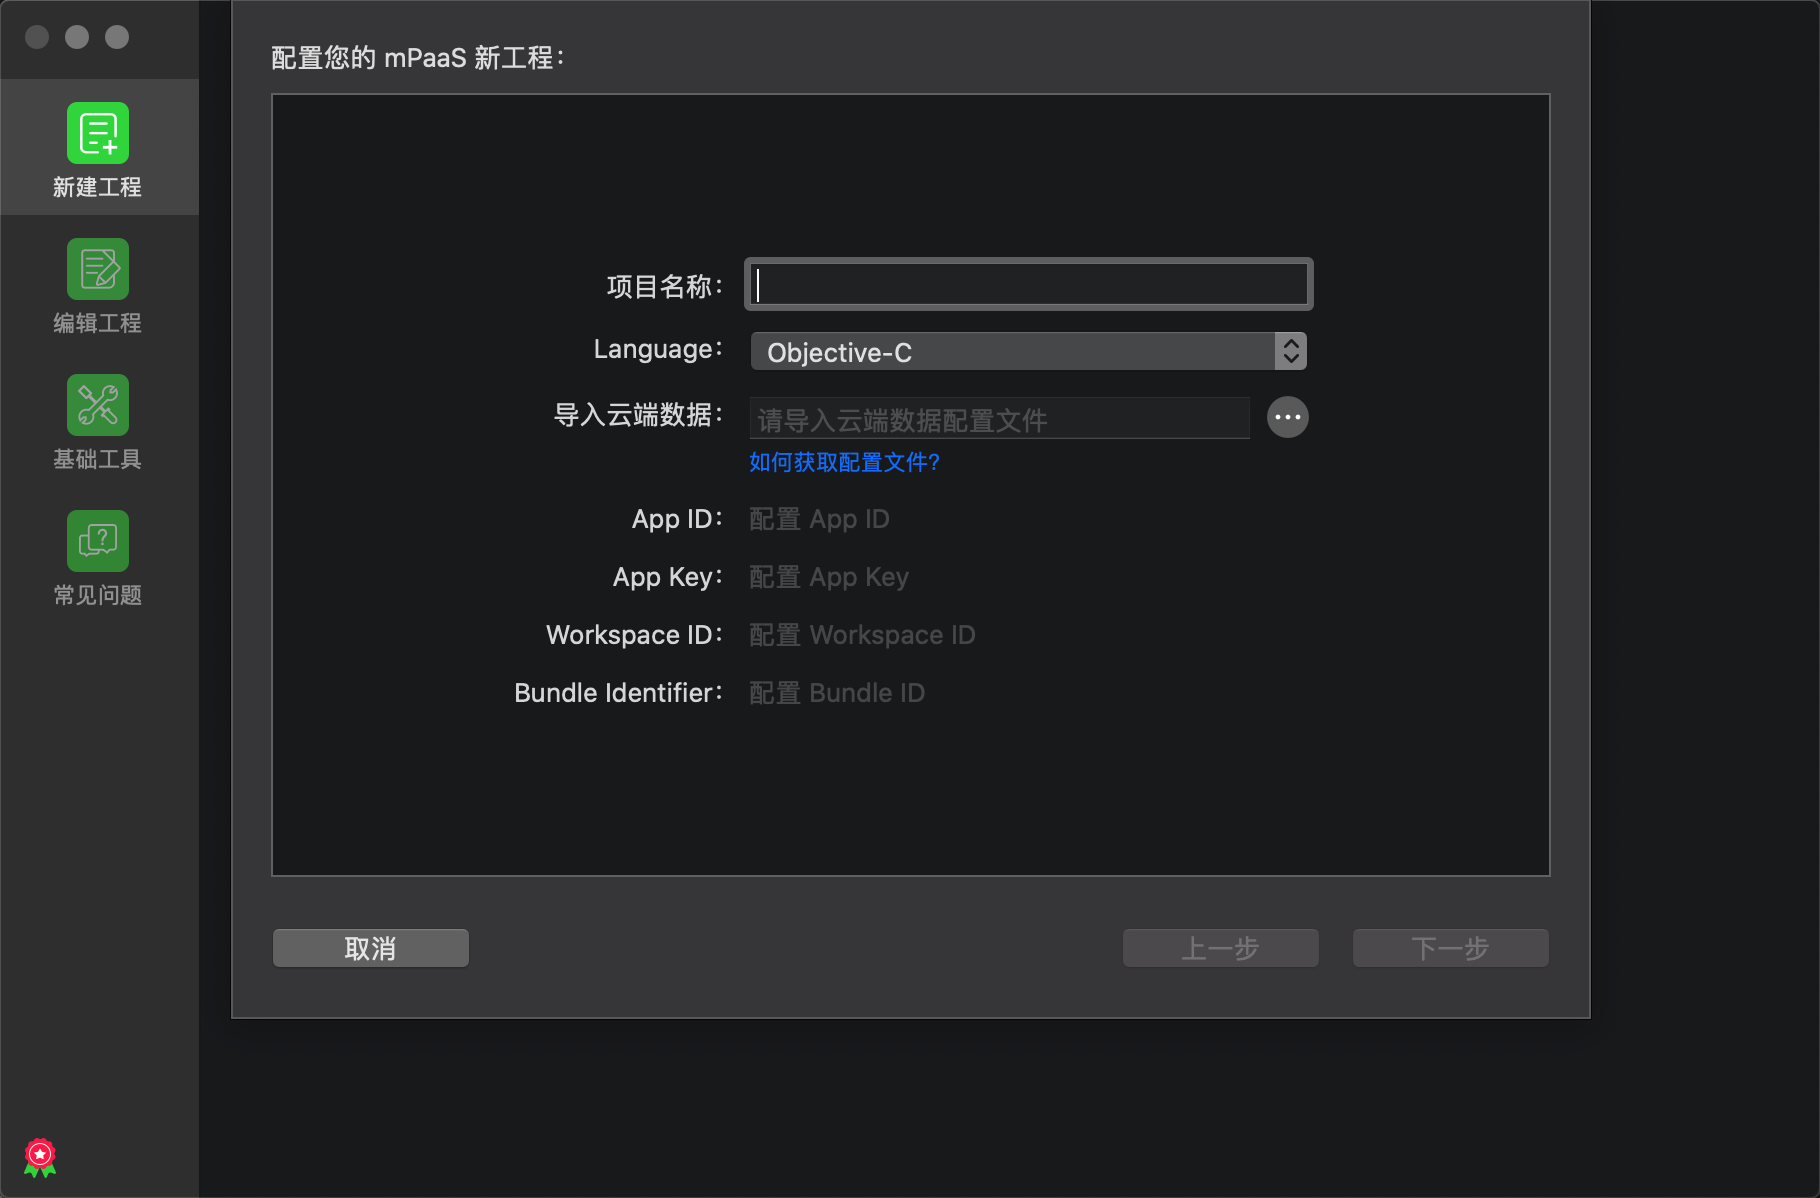 配置您的 mPaaS 新工程：
新建工程
编辑工程
基础工具
常见问题
项目名称：
Language： Objective-C
导入云端数据： 请导入云端数据配置文件
如何获取配置文件?
App ID： 配置 App ID
App Key： 配置 App Key
Workspace ID： 配置 Workspace ID
Bundle Identifier： 配置 Bundle ID
取消 上一步 下一步